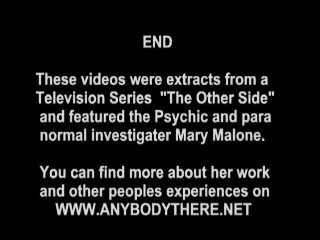 END
These videos were extracts from a
Television Series "The Other Side"
and featured the Psychic and para
normal investigater Mary Malone.
You can find more about her work
and other peoples experiences on
WWW.ANYBODYTHERE.NET